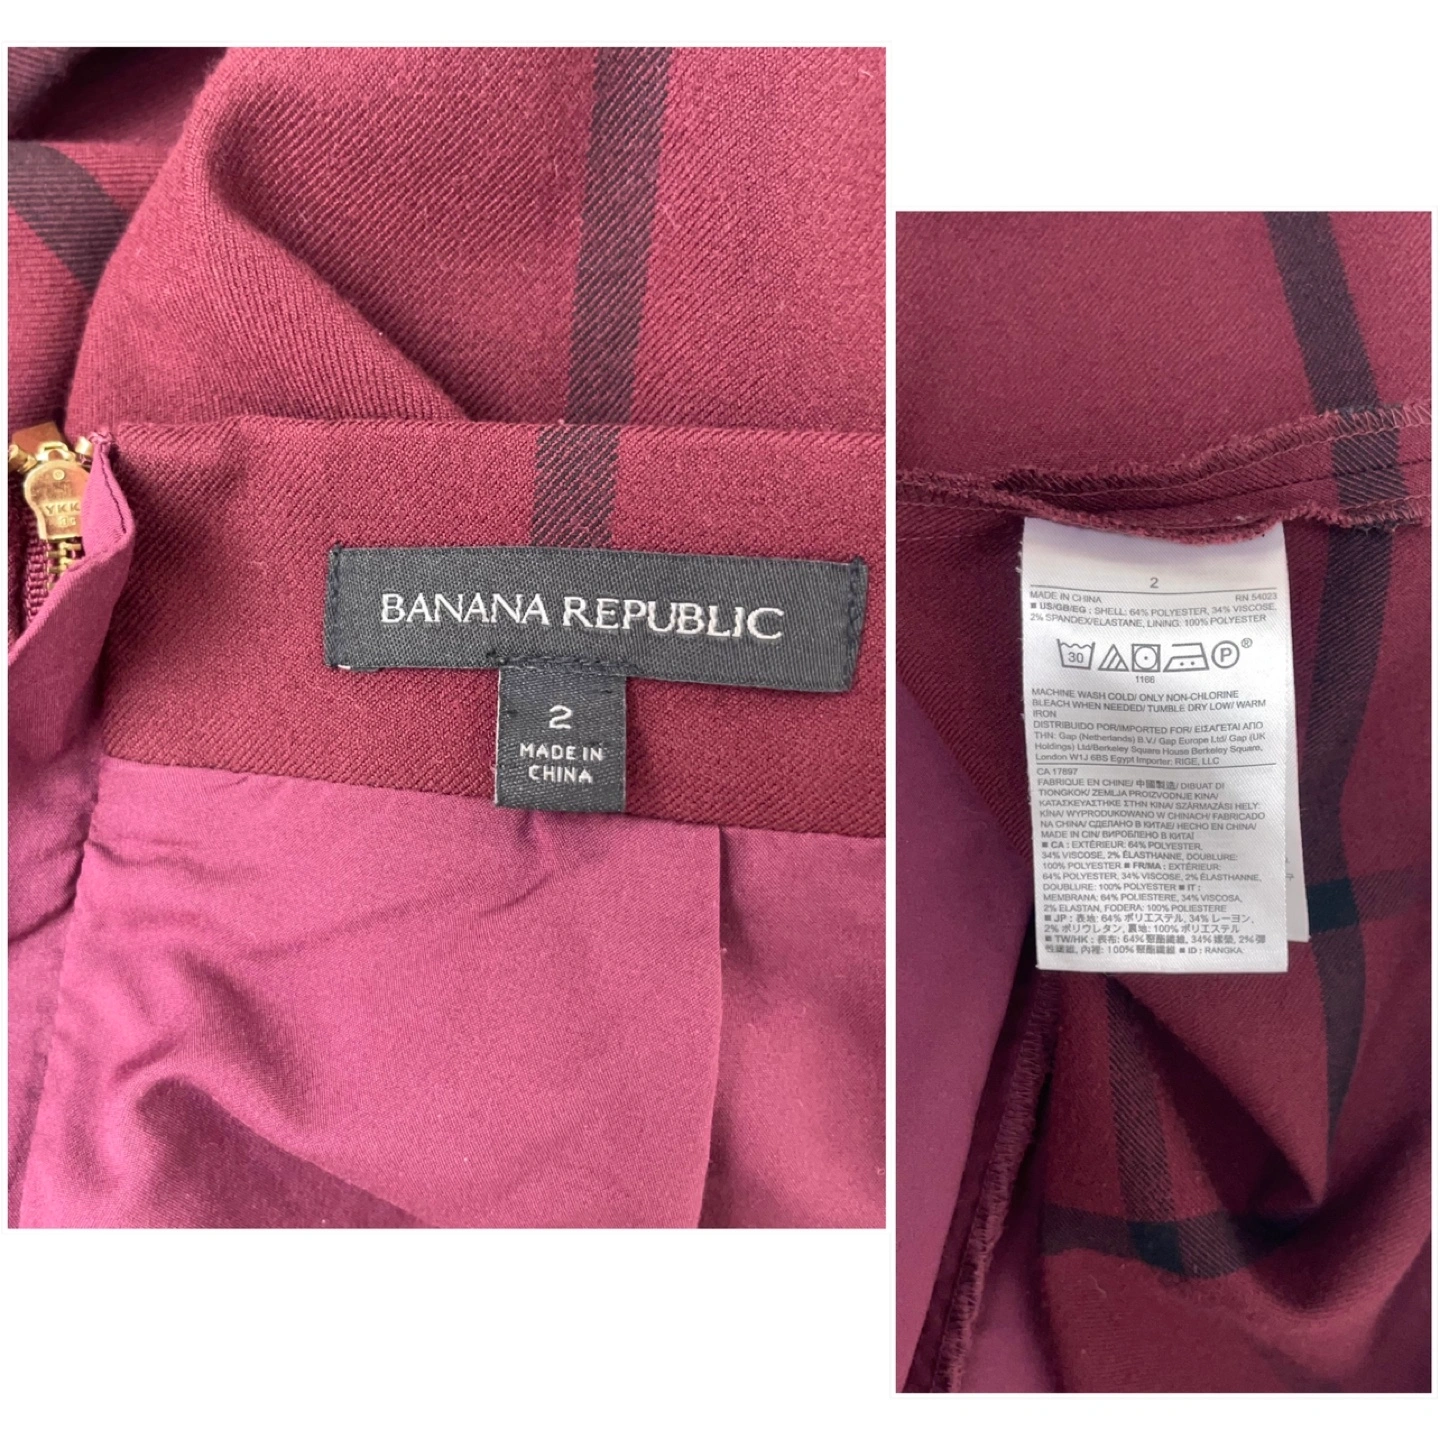 YKK
BANANA REPUBLIC
2
MADE IN
CHINA
2
MADE IN CHINA RN 54023
■ US/GB/EG : SHELL: 64% POLYESTER, 34% VISCOSE,
2% SPANDEX/ELASTANE, LINING: 100% POLYESTER
30 P ®
1166
MACHINE WASH COLD/ ONLY NON-CHLORINE
BLEACH WHEN NEEDED/ TUMBLE DRY LOW/ WARM
IRON
DISTRIBUIDO POR/IMPORTED FOR/ ΕΙΣΑΓΕΤΑΙ ΑΠΟ
ΤΗΝ: Gap (Netherlands) B.V./ Gap Europe Ltd/ Gap (UK
Holdings) Ltd/Berkeley Square House Berkeley Square,
London W1J 6BS Egypt Importer: RIGE, LLC
CA 17897
FABRIQUÉ EN CHINE/ 中國製造/ DIBUAT DI
TIONGKOK/ ZEMLJA PROIZVODNJE KINA/
ΚΑΤΑΣΚΕΥΑΣΤΗΚΕ ΣΤΗΝ ΚΙΝΑ/ SZÁRMAZÁSI HELY:
KÍNA/ WYPRODUKOWANO W CHINACH/ FABRICADO
NA CHINA/ СДЕЛАНО В КИТАЕ/ HECHO EN CHINA/
MADE IN CIN/ ВИРОБЛЕНО В КИТАЇ
■ CA : EXTÉRIEUR: 64% POLYESTER,
34% VISCOSE, 2% ÉLASTHANNE, DOUBLURE:
100% POLYESTER ■ FR/MA : EXTÉRIEUR:
64% POLYESTER, 34% VISCOSE, 2% ÉLASTHANNE,
DOUBLURE: 100% POLYESTER ■ IT :
MEMBRANA: 64% POLIESTERE, 34% VISCOSA,
2% ELASTAN, FODERA: 100% POLIESTERE
■ JP : 表地: 64% ポリエステル, 34% レーヨン,
2% ポリウレタン, 裏地: 100% ポリエステル
■ TW/HK : 表布: 64% 聚酯纖維, 34% 嫘縈, 2% 彈
性纖維, 內裡: 100% 聚酯纖維 ■ ID : RANGKA: